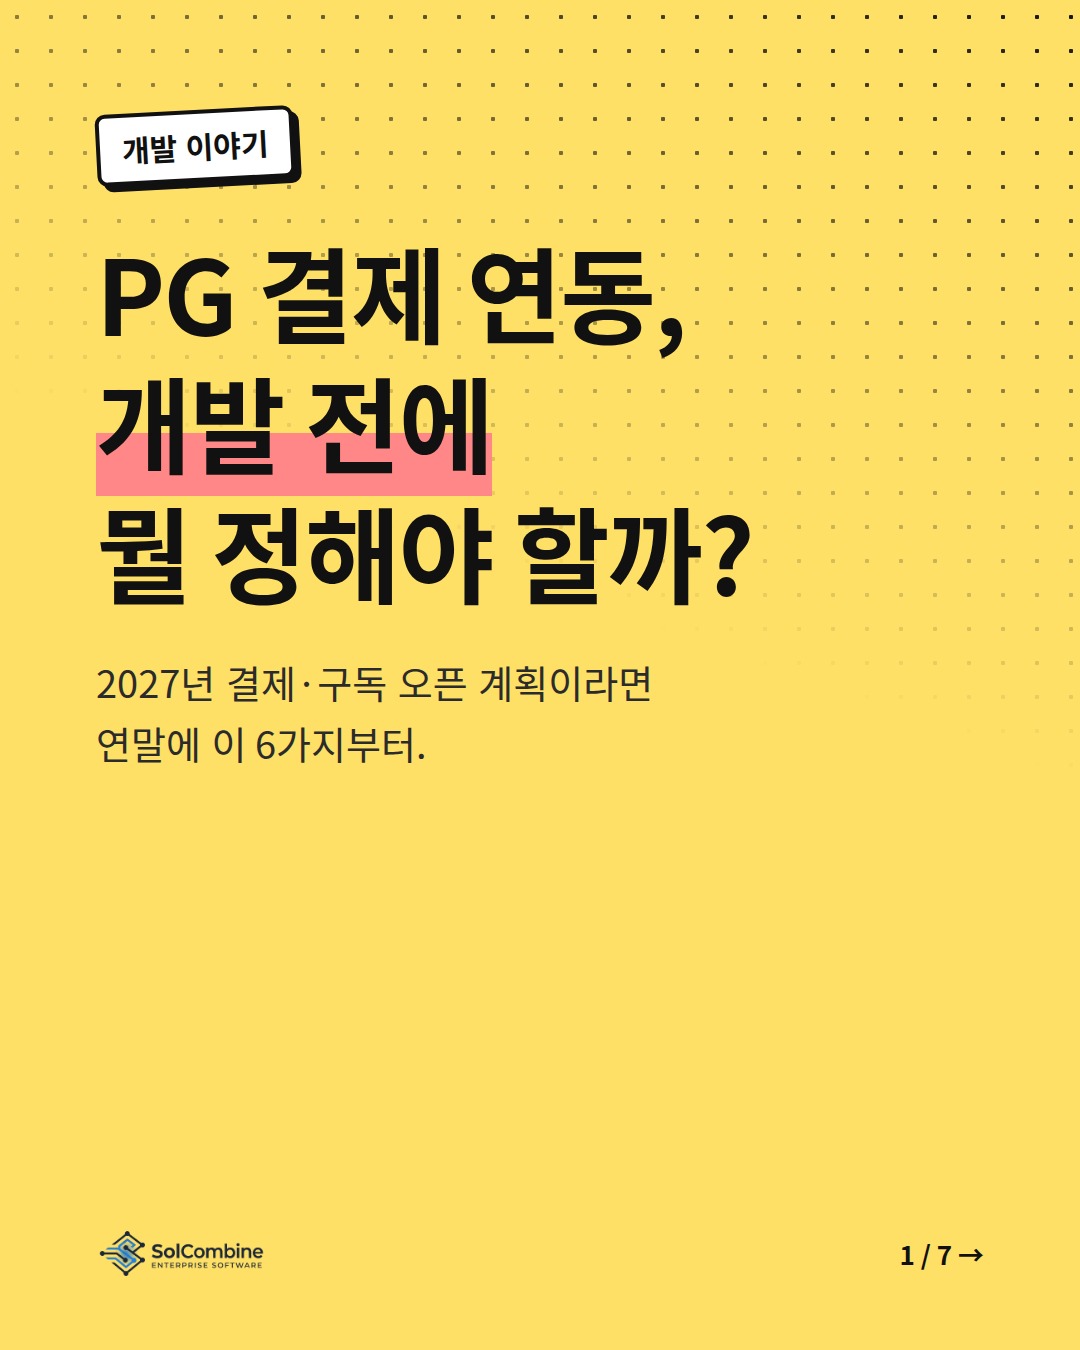 개발 이야기
PG 결제 연동,
개발 전에
뭘 정해야 할까?
2027년 결제·구독 오픈 계획이라면
연말에 이 6가지부터.
SolCombine
ENTERPRISE SOFTWARE
1 / 7 →